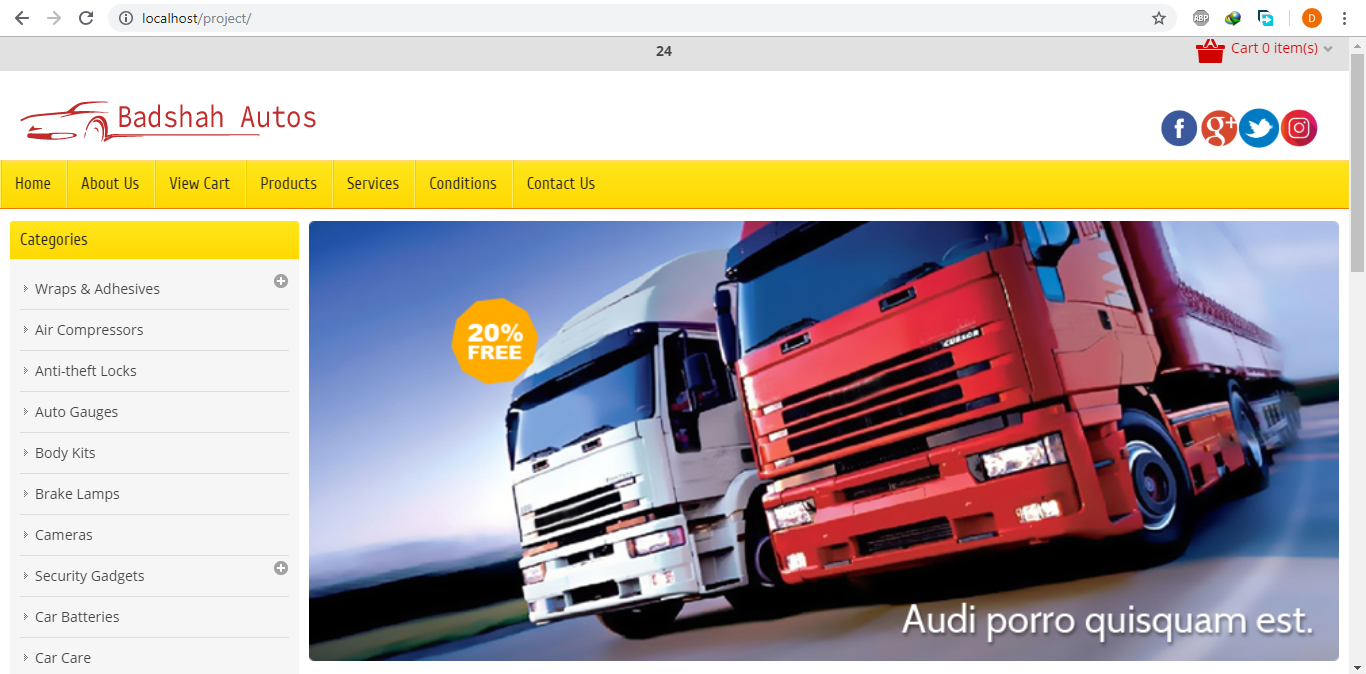 localhost/project/
ABP
D
24
Cart 0 item(s)
Badshah Autos
f
g+
Home
About Us
View Cart
Products
Services
Conditions
Contact Us
Categories
Wraps & Adhesives
Air Compressors
Anti-theft Locks
Auto Gauges
Body Kits
Brake Lamps
Cameras
Security Gadgets
Car Batteries
Car Care
20%
FREE
CURSOR
Audi porro quisquam est.